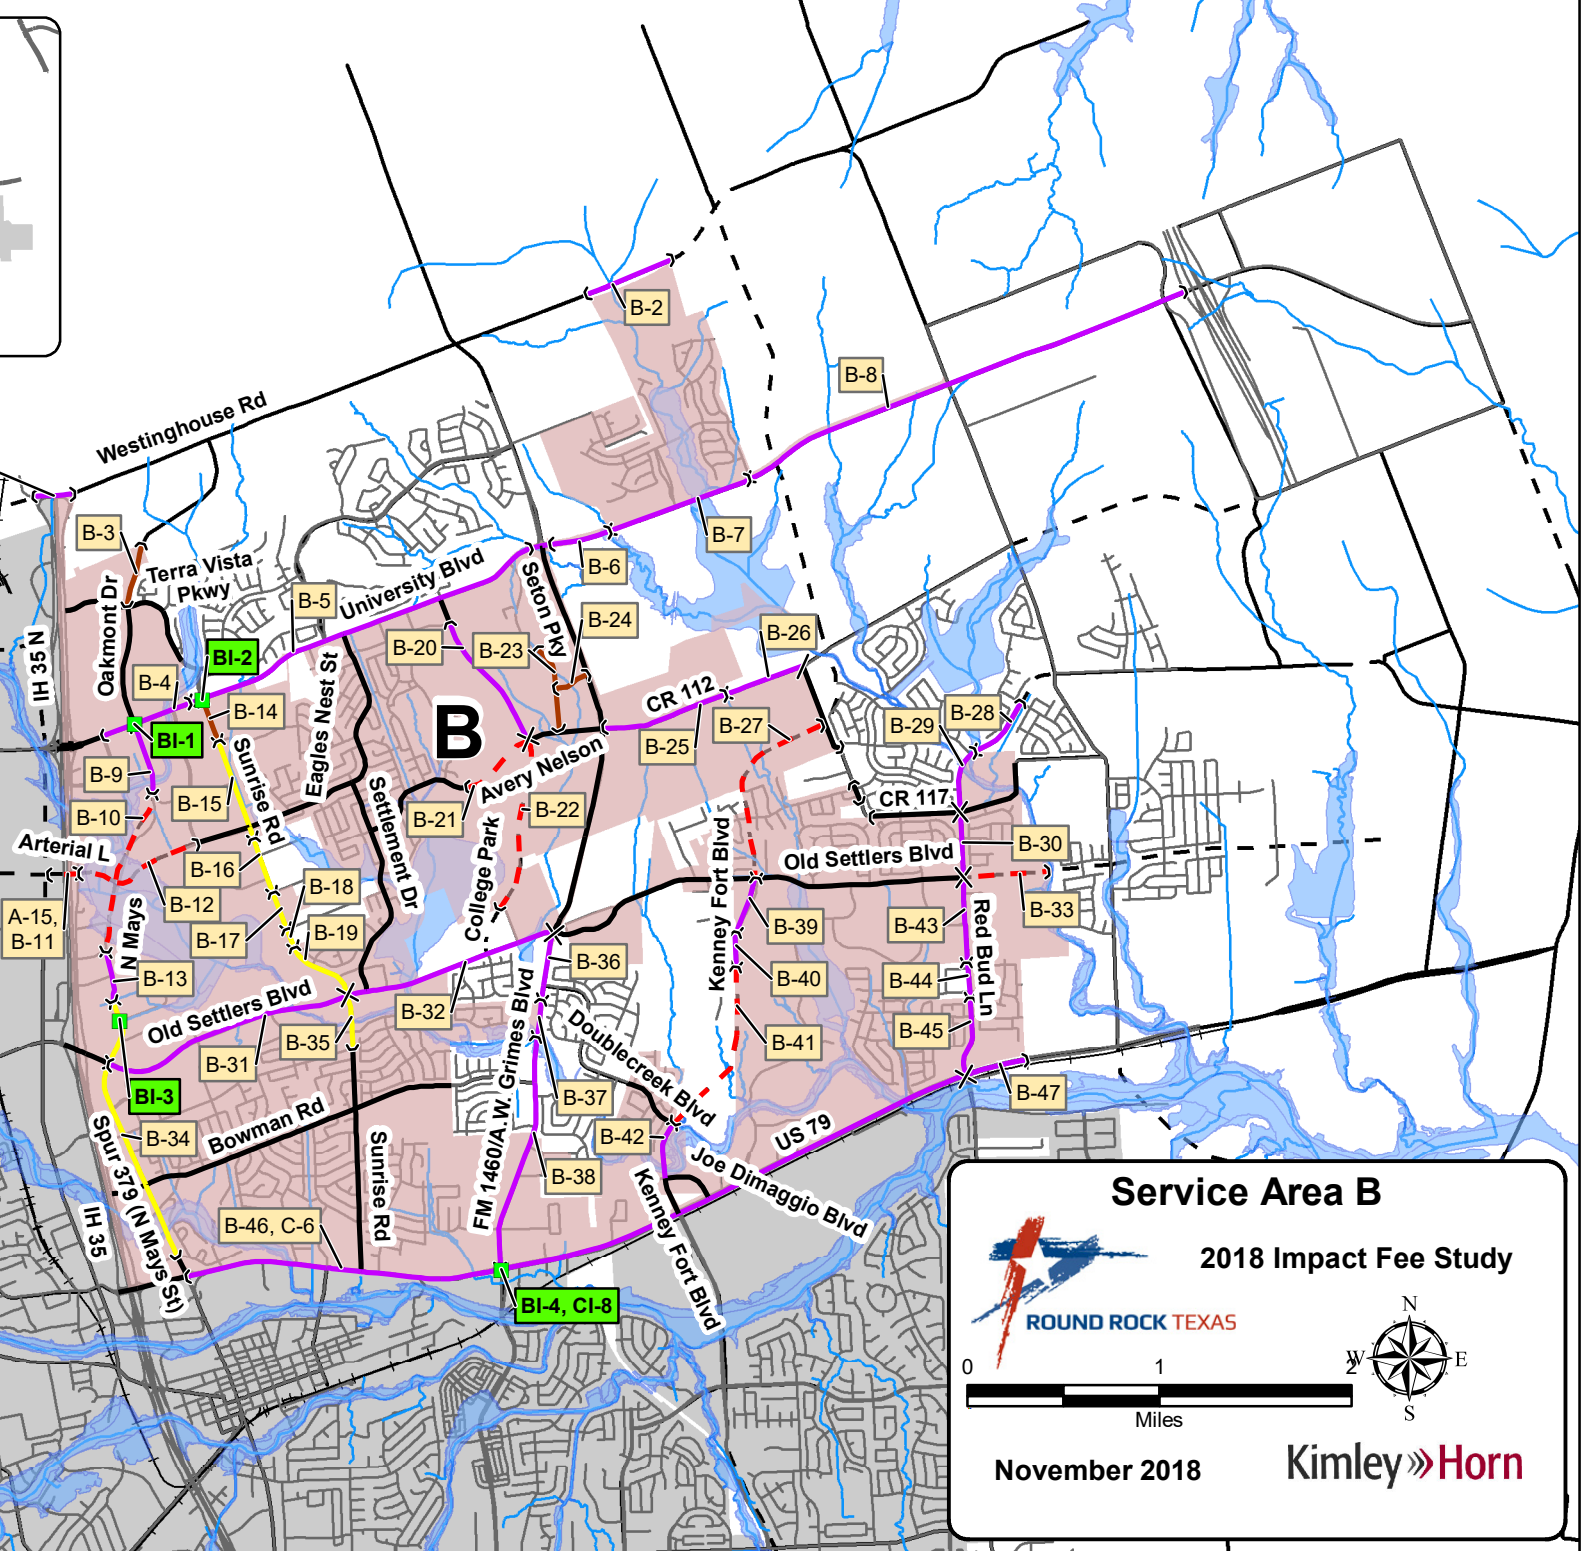 B-2
B-8
Westinghouse Rd
B-3
B-7
Terra Vista
Pkwy
B-6
University Blvd
B-5
Oakmont Dr
Seton Pky
B-24
IH 35 N
BI-2
B-20
B-23
B-26
B-4
Eagles Nest St
CR 112
B-14
B
B-27
B-29
B-28
BI-1
B-25
Sunrise Rd
Avery Nelson
B-9
B-15
Settlement Dr
CR 117
B-10
B-21
B-22
Arterial L
College Park
Kenney Fort Blvd
Old Settlers Blvd
B-30
B-16
B-18
A-15,
B-11
B-12
B-33
B-17
B-19
N Mays
B-39
B-43
Red Bud Ln
B-36
B-13
B-40
B-44
Old Settlers Blvd
B-32
FM 1460/A.W. Grimes Blvd
Doublecreek Blvd
B-35
B-41
B-45
B-31
BI-3
B-37
B-47
Bowman Rd
B-34
B-42
US 79
Spur 379 (N Mays St)
Sunrise Rd
B-38
Joe Dimaggio Blvd
IH 35
B-46, C-6
Kenney Fort Blvd
BI-4, CI-8
Service Area B
2018 Impact Fee Study
ROUND ROCK TEXAS
N
W
E
S
0
1
2
Miles
November 2018
Kimley»Horn